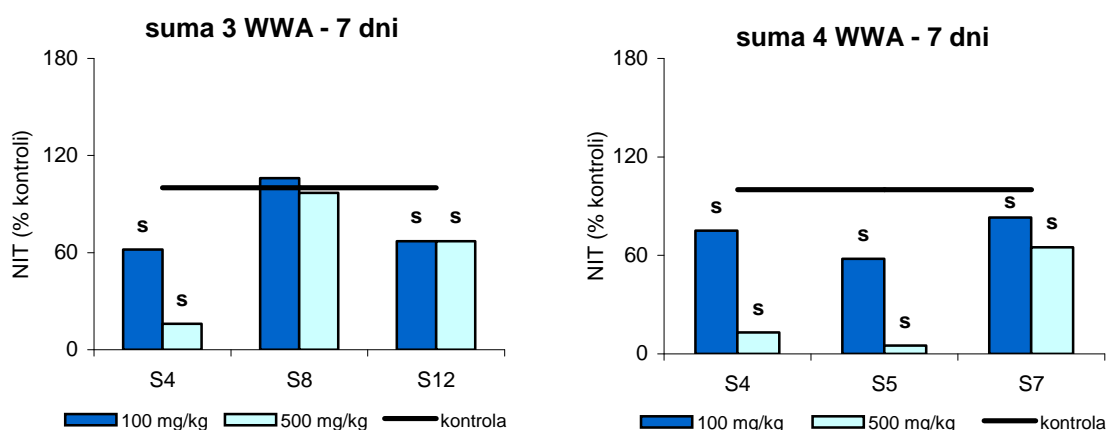 suma 3 WWA - 7 dni
180
120
60
0
NIT (% kontroli)
s
s
s
s
S4
S8
S12
100 mg/kg
500 mg/kg
kontrola
suma 4 WWA - 7 dni
180
120
60
0
NIT (% kontroli)
s
s
s
s
s
s
S4
S5
S7
100 mg/kg
500 mg/kg
kontrola